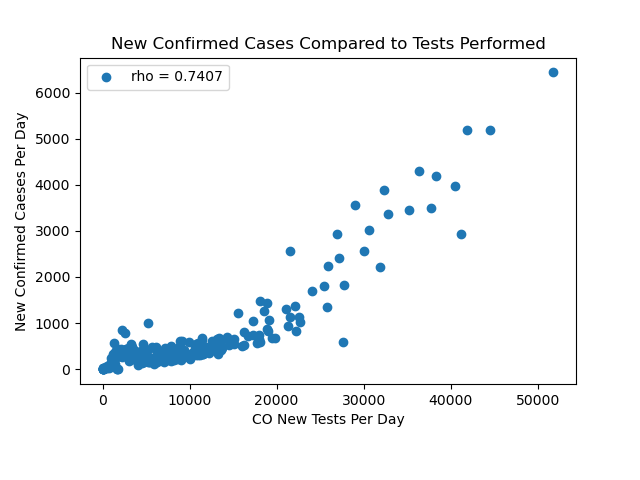 New Confirmed Cases Compared to Tests Performed
rho = 0.7407
New Confirmed Caeses Per Day
6000
5000
4000
3000
2000
1000
0
0 10000 20000 30000 40000 50000
CO New Tests Per Day